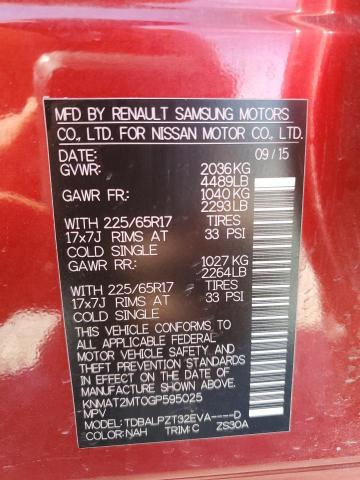 MFD BY RENAULT SAMSUNG MOTORS
CO., LTD. FOR NISSAN MOTOR CO., LTD.
DATE: 09/15
GVWR: 2036KG
4489LB
GAWR FR: 1040KG
2293LB
WITH 225/65R17 TIRES
17x7J RIMS AT 33 PSI
COLD SINGLE
GAWR RR: 1027 KG
2264LB
WITH 225/65R17 TIRES
17x7J RIMS AT 33 PSI
COLD SINGLE
THIS VEHICLE CONFORMS TO
ALL APPLICABLE FEDERAL
MOTOR VEHICLE SAFETY AND
THEFT PREVENTION STANDARDS
IN EFFECT ON THE DATE OF
MANUFACTURE SHOWN ABOVE.
KNMAT2MT0GP595025
MPV
MODEL: TDBALPZT32EVA----D
COLOR:NAH TRIM:C ZS30A